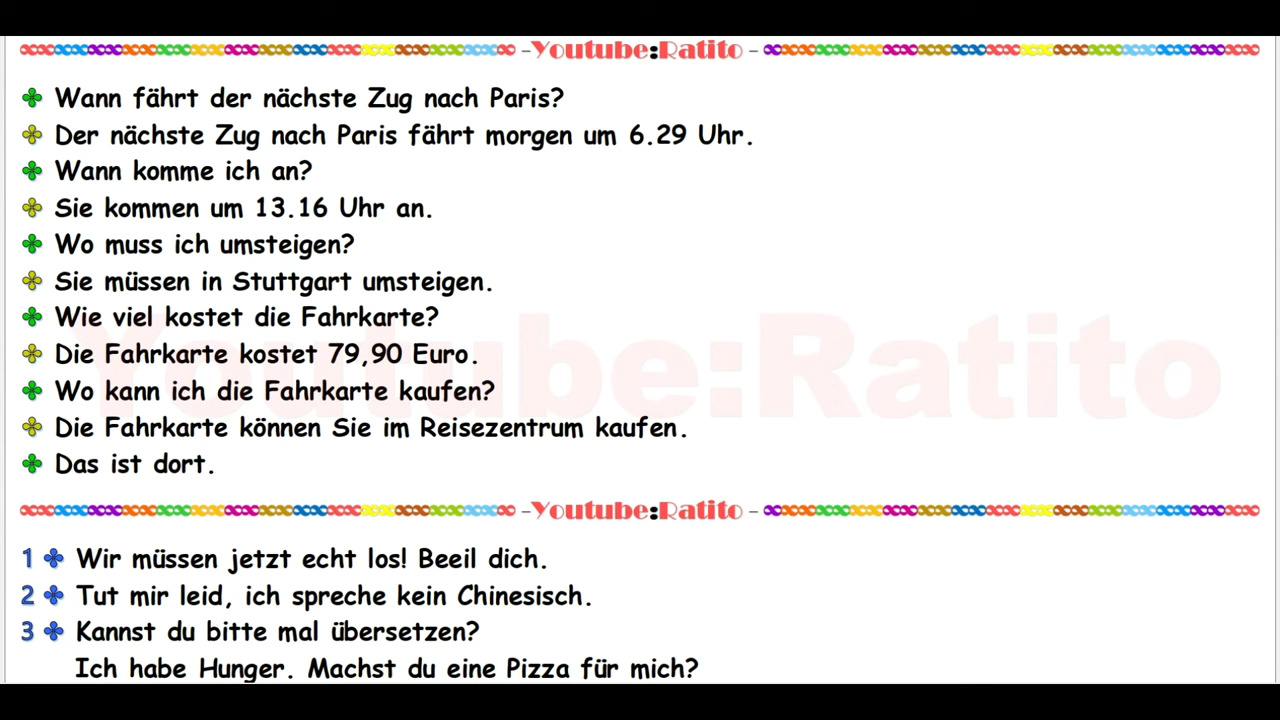 -Youtube:Ratito -
Wann fährt der nächste Zug nach Paris?
Der nächste Zug nach Paris fährt morgen um 6.29 Uhr.
Wann komme ich an?
Sie kommen um 13.16 Uhr an.
Wo muss ich umsteigen?
Sie müssen in Stuttgart umsteigen.
Wie viel kostet die Fahrkarte?
Die Fahrkarte kostet 79,90 Euro.
Wo kann ich die Fahrkarte kaufen?
Die Fahrkarte können Sie im Reisezentrum kaufen.
Das ist dort.
Youtube:Ratito
-Youtube:Ratito -
1 Wir müssen jetzt echt los! Beeil dich.
2 Tut mir leid, ich spreche kein Chinesisch.
3 Kannst du bitte mal übersetzen?
Ich habe Hunger. Machst du eine Pizza für mich?